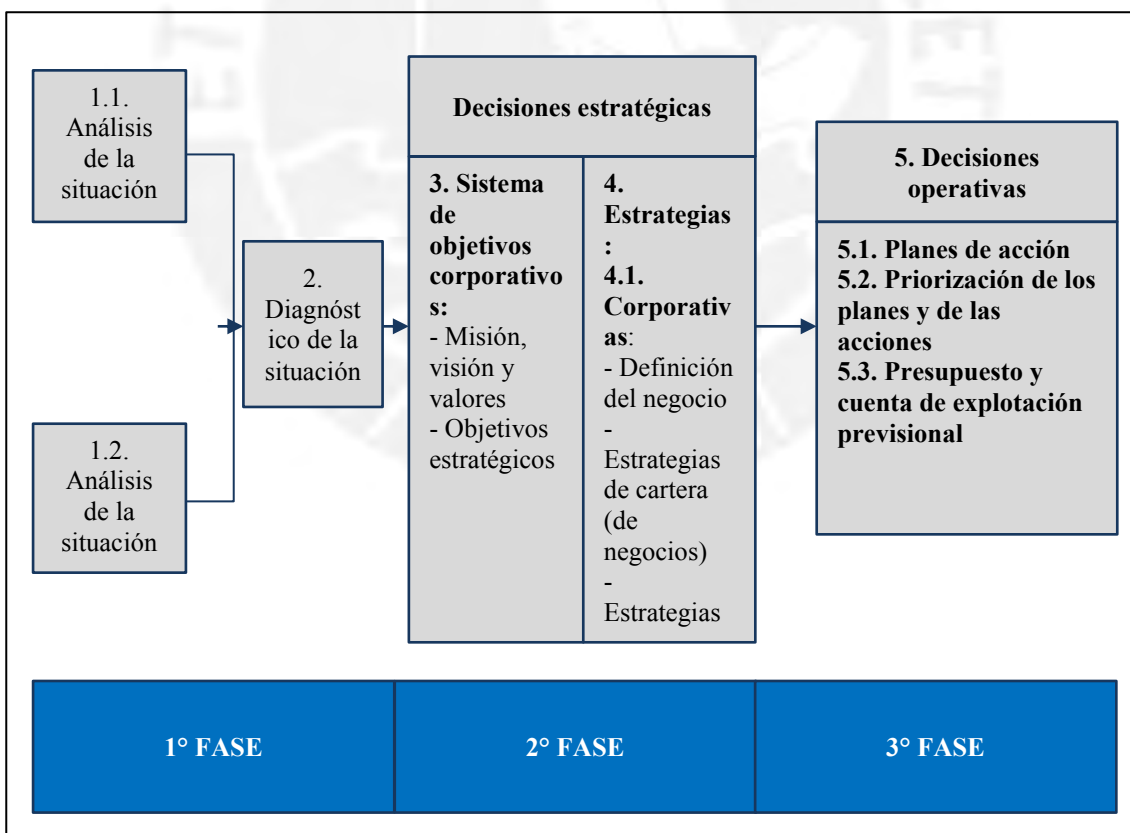 1.1.
Análisis
de la
situación
1.2.
Análisis
de la
situación
2.
Diagnóst
ico de la
situación
Decisiones estratégicas
3. Sistema
de
objetivos
corporativo
s:
- Misión,
visión y
valores
- Objetivos
estratégicos
4.
Estrategias
:
4.1.
Corporativ
as:
- Definición
del negocio
-
Estrategias
de cartera
(de
negocios)
-
Estrategias
5. Decisiones
operativas
5.1. Planes de acción
5.2. Priorización de los
planes y de las
acciones
5.3. Presupuesto y
cuenta de explotación
previsional
1° FASE
2° FASE
3° FASE